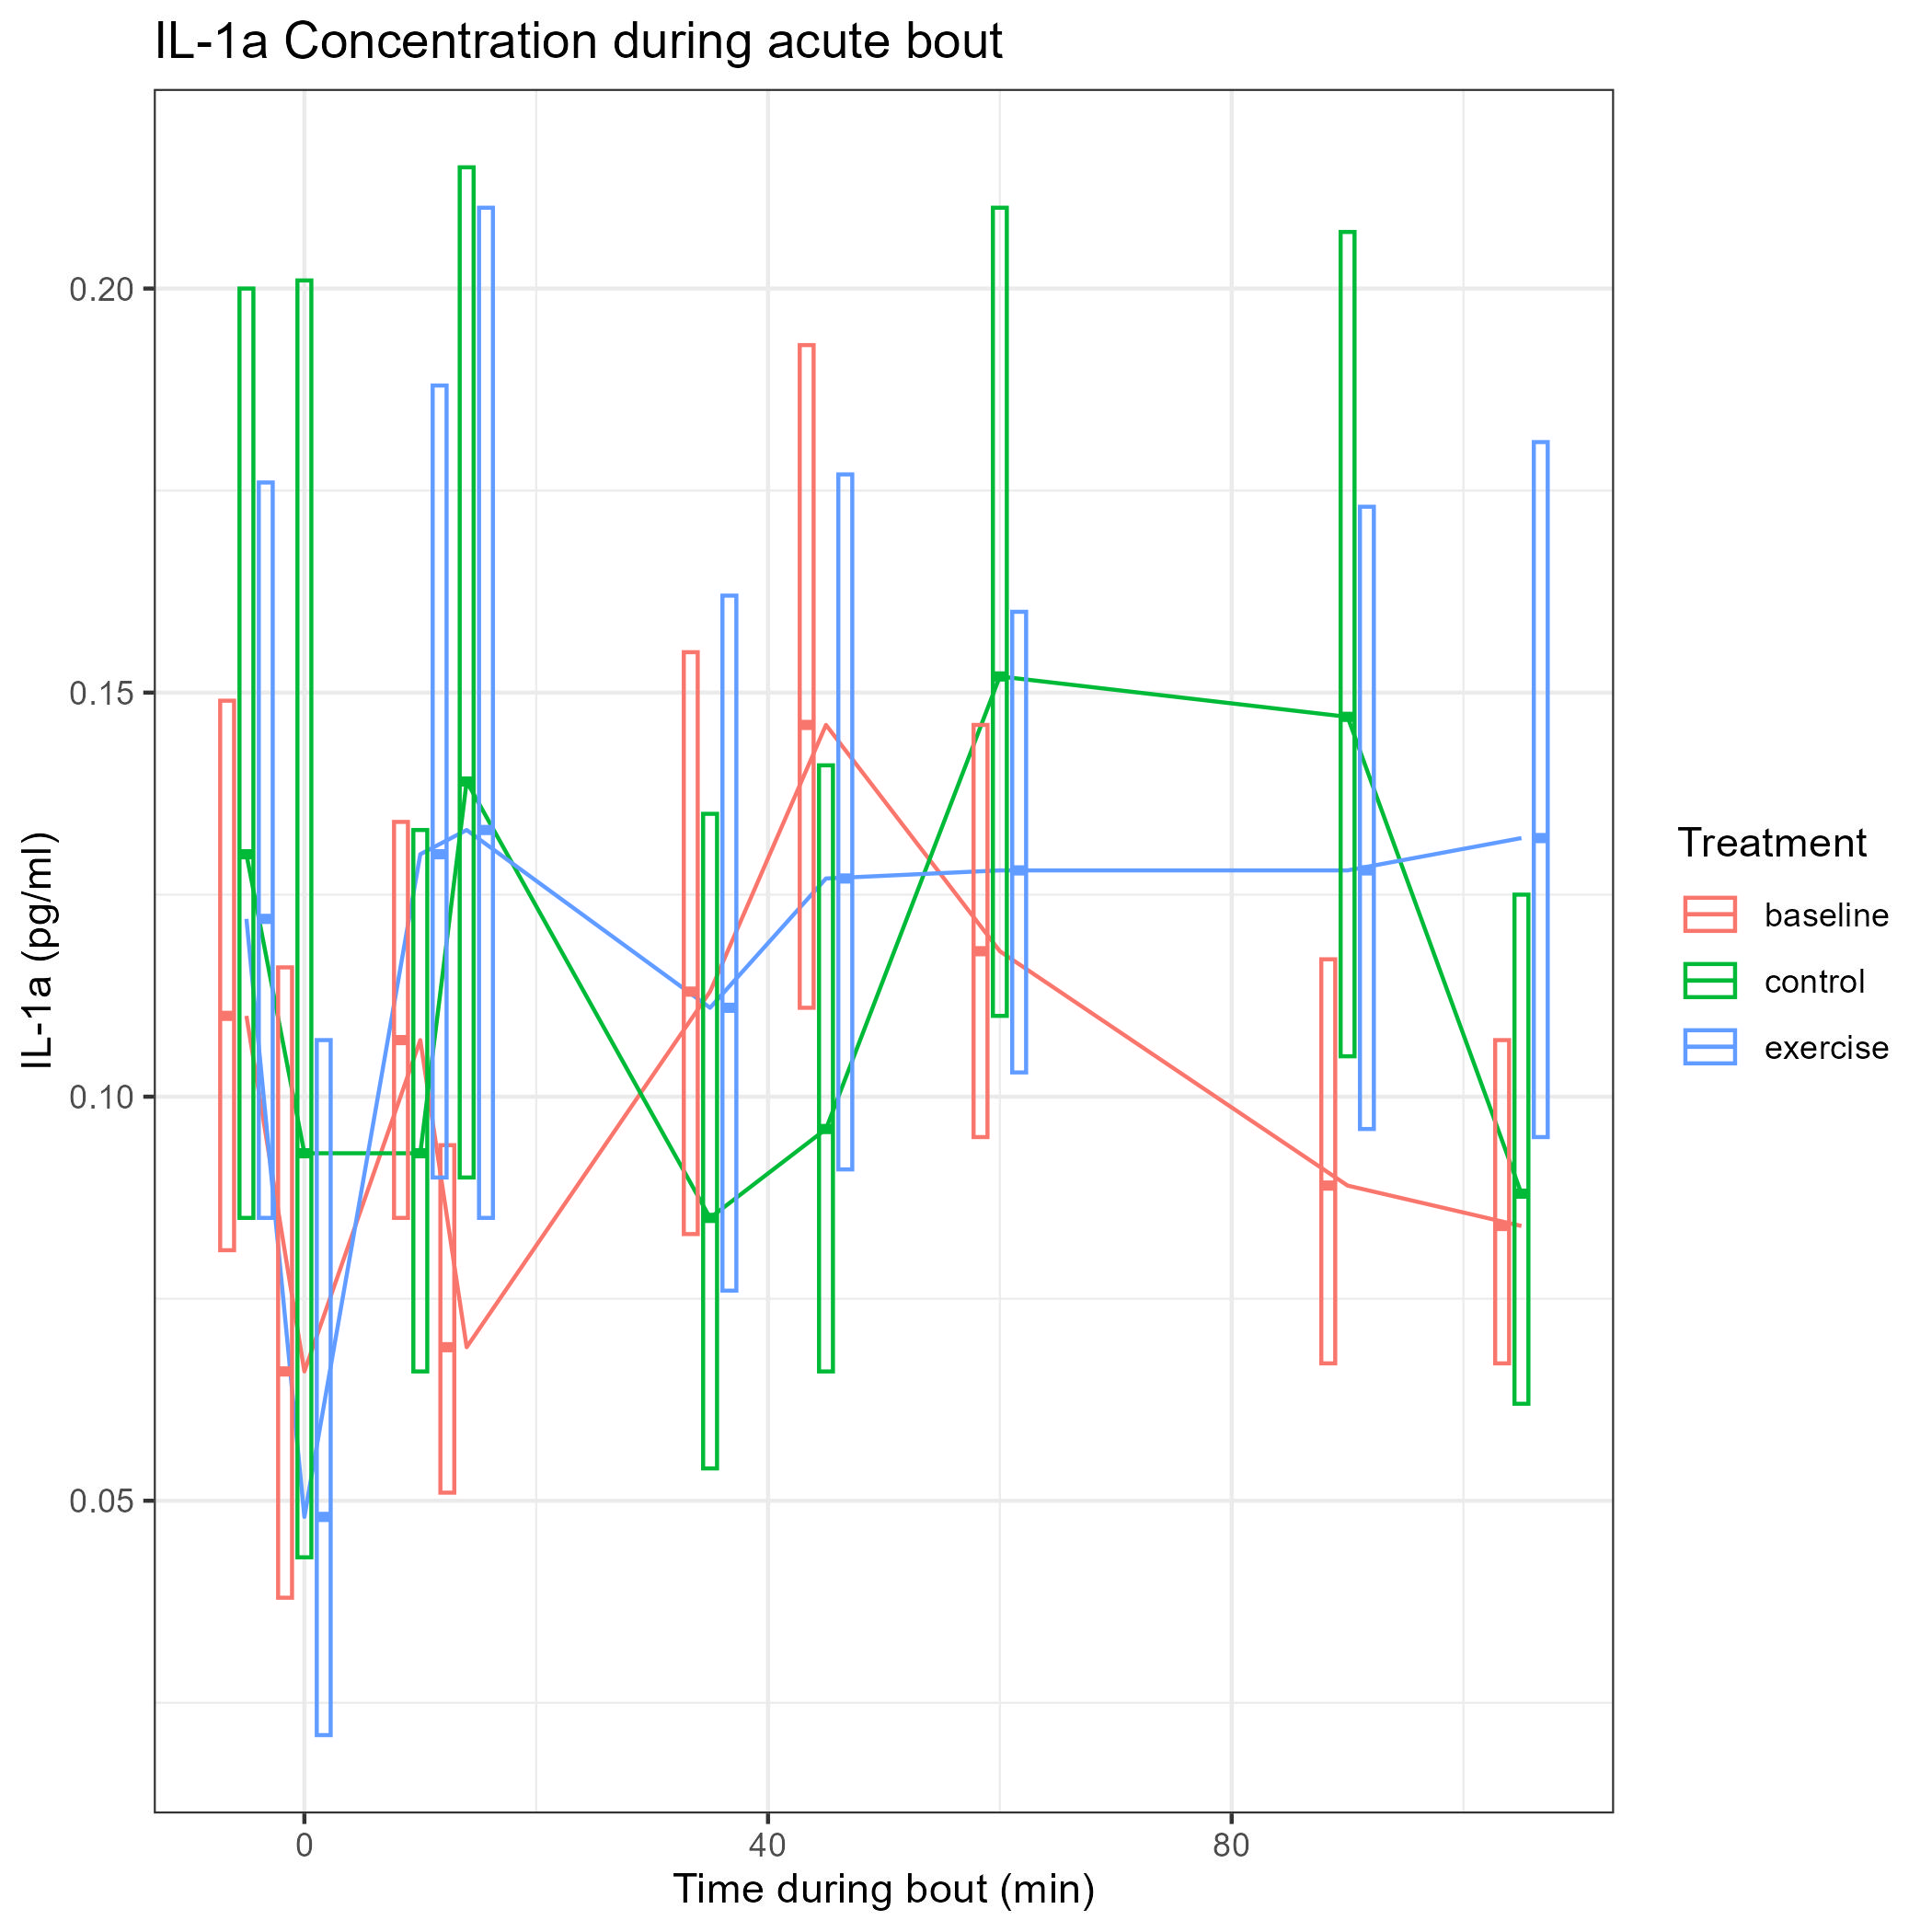 IL-1a Concentration during acute bout
IL-1a (pg/ml)
0.20
0.15
0.10
0.05
0
40
80
Time during bout (min)
Treatment
baseline
control
exercise